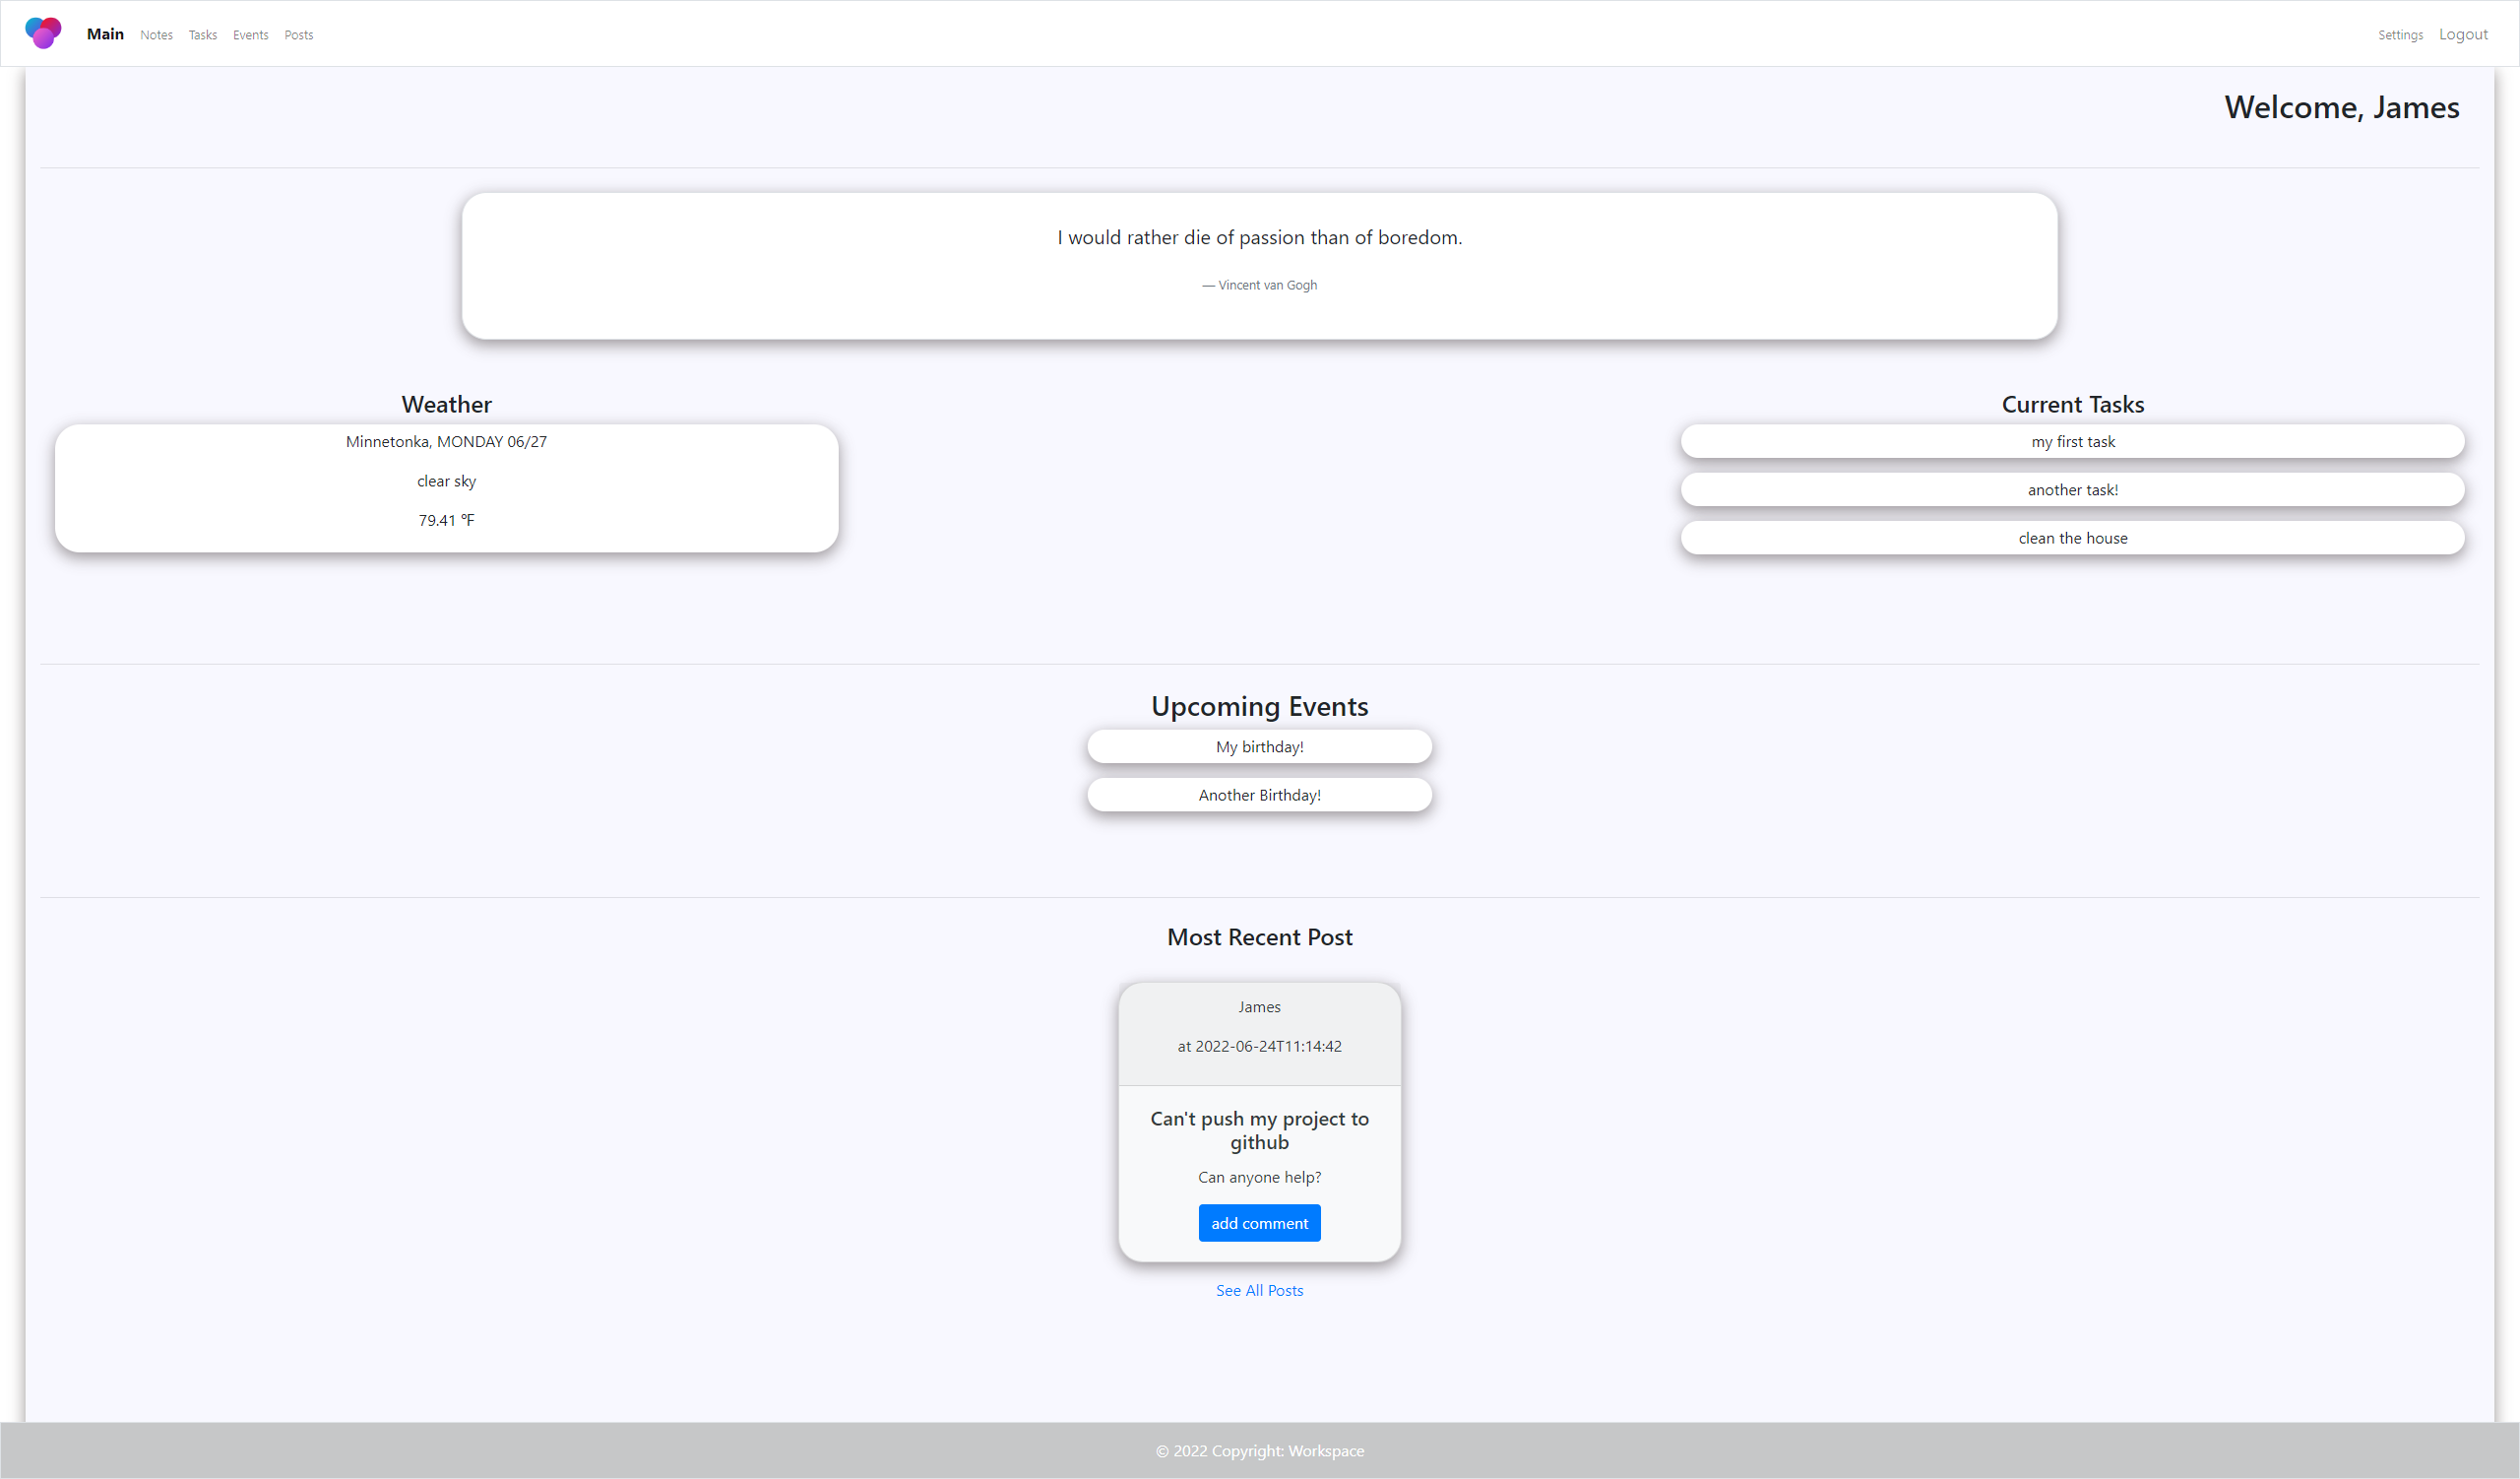 Main Notes Tasks Events Posts Settings Logout
Welcome, James
I would rather die of passion than of boredom.
— Vincent van Gogh
Weather
Minnetonka, MONDAY 06/27
clear sky
79.41 °F
Current Tasks
my first task
another task!
clean the house
Upcoming Events
My birthday!
Another Birthday!
Most Recent Post
James
at 2022-06-24T11:14:42
Can't push my project to
github
Can anyone help?
add comment
See All Posts
© 2022 Copyright: Workspace